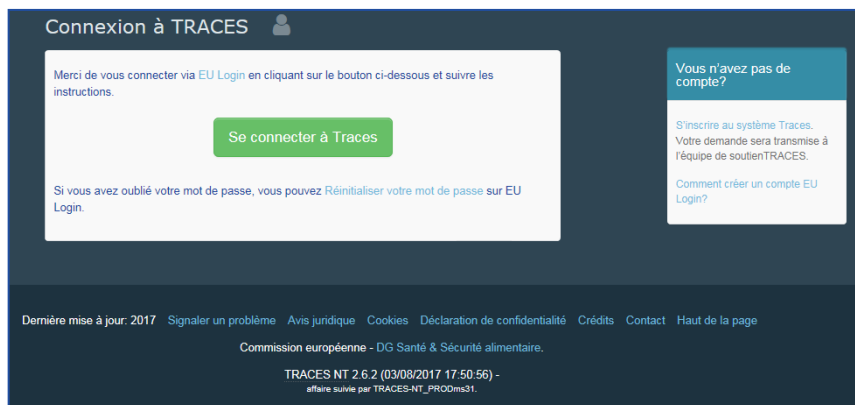 Connexion à TRACES
Merci de vous connecter via EU Login en cliquant sur le bouton ci-dessous et suivre les
instructions.
Se connecter à Traces
Si vous avez oublié votre mot de passe, vous pouvez Réinitialiser votre mot de passe sur EU
Login.
Vous n'avez pas de
compte?
S'inscrire au système Traces.
Votre demande sera transmise à
l'équipe de soutienTRACES.
Comment créer un compte EU
Login?
Dernière mise à jour: 2017 Signaler un problème Avis juridique Cookies Déclaration de confidentialité Crédits Contact Haut de la page
Commission européenne - DG Santé & Sécurité alimentaire.
TRACES NT 2.6.2 (03/08/2017 17:50:56) -
affaire suivie par TRACES-NT_PRODms31.